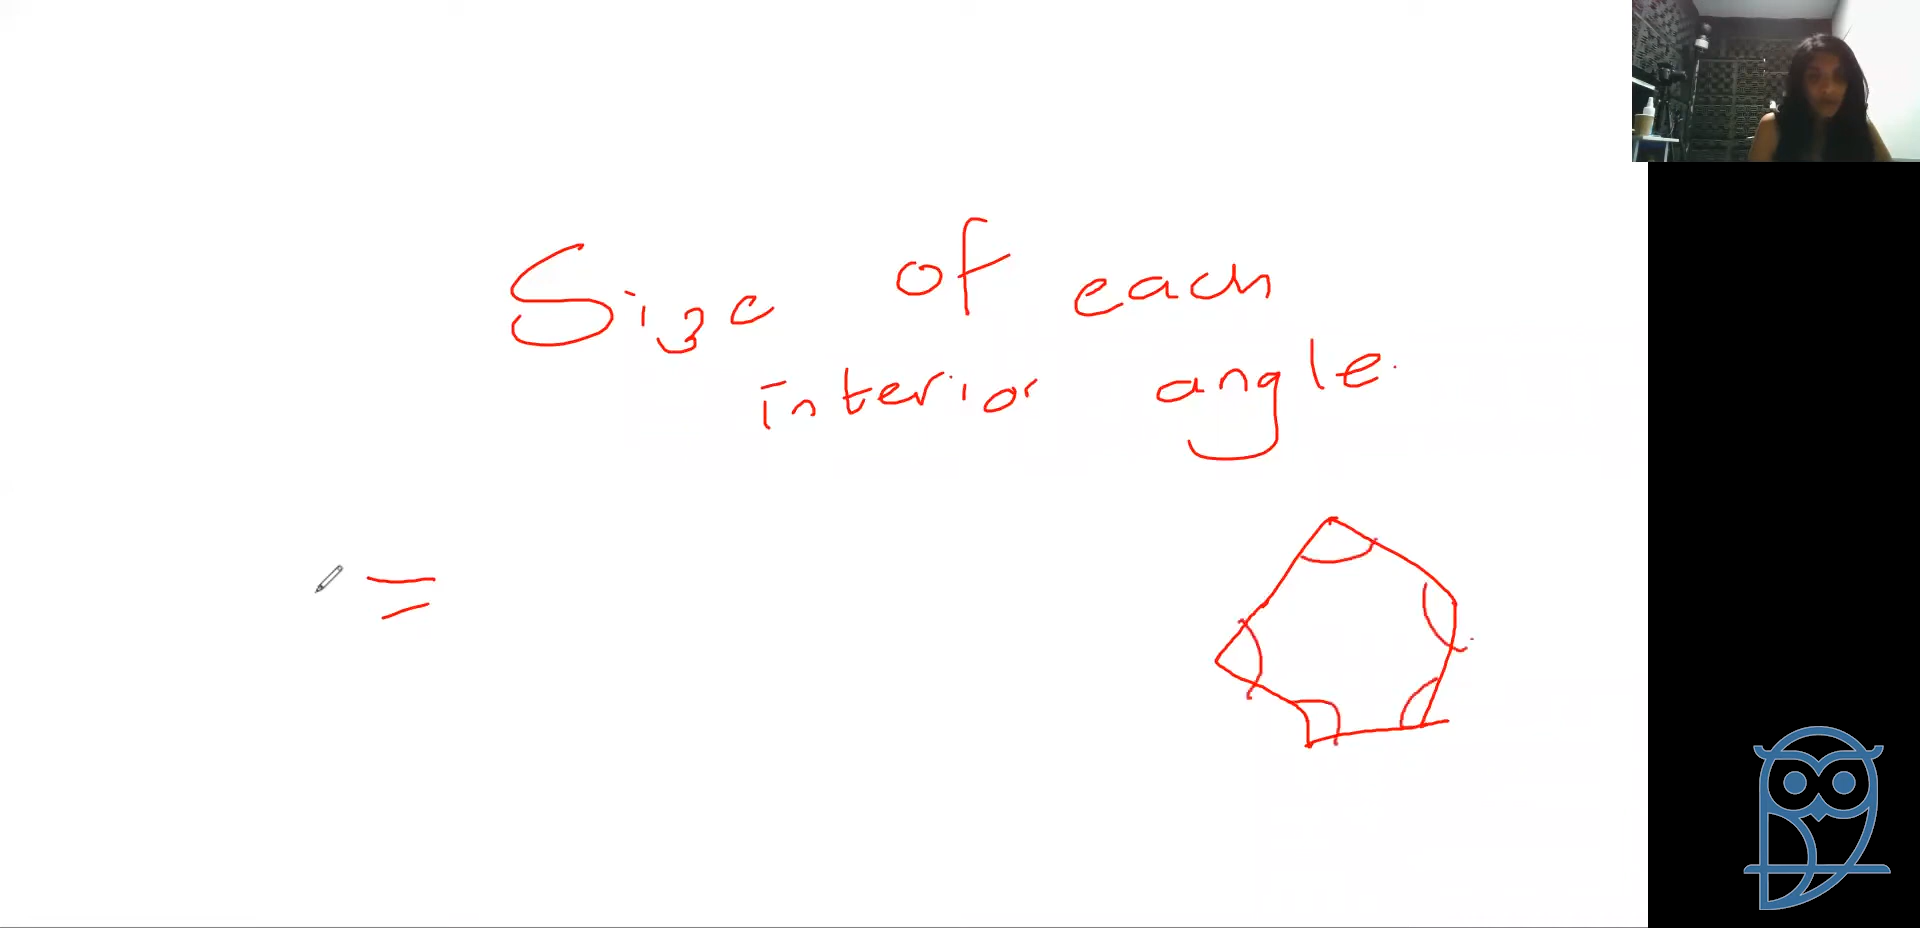 Size of each
interior angle.
=